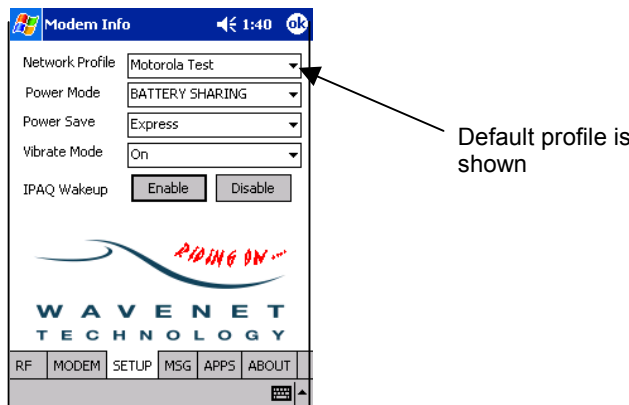 Modem Info 1:40 ok
Network Profile Motorola Test
Power Mode BATTERY SHARING
Power Save Express
Vibrate Mode On
IPAQ Wakeup Enable Disable
Default profile is
shown
RIDING ON ...
WAVENET
TECHNOLOGY
RF MODEM SETUP MSG APPS ABOUT